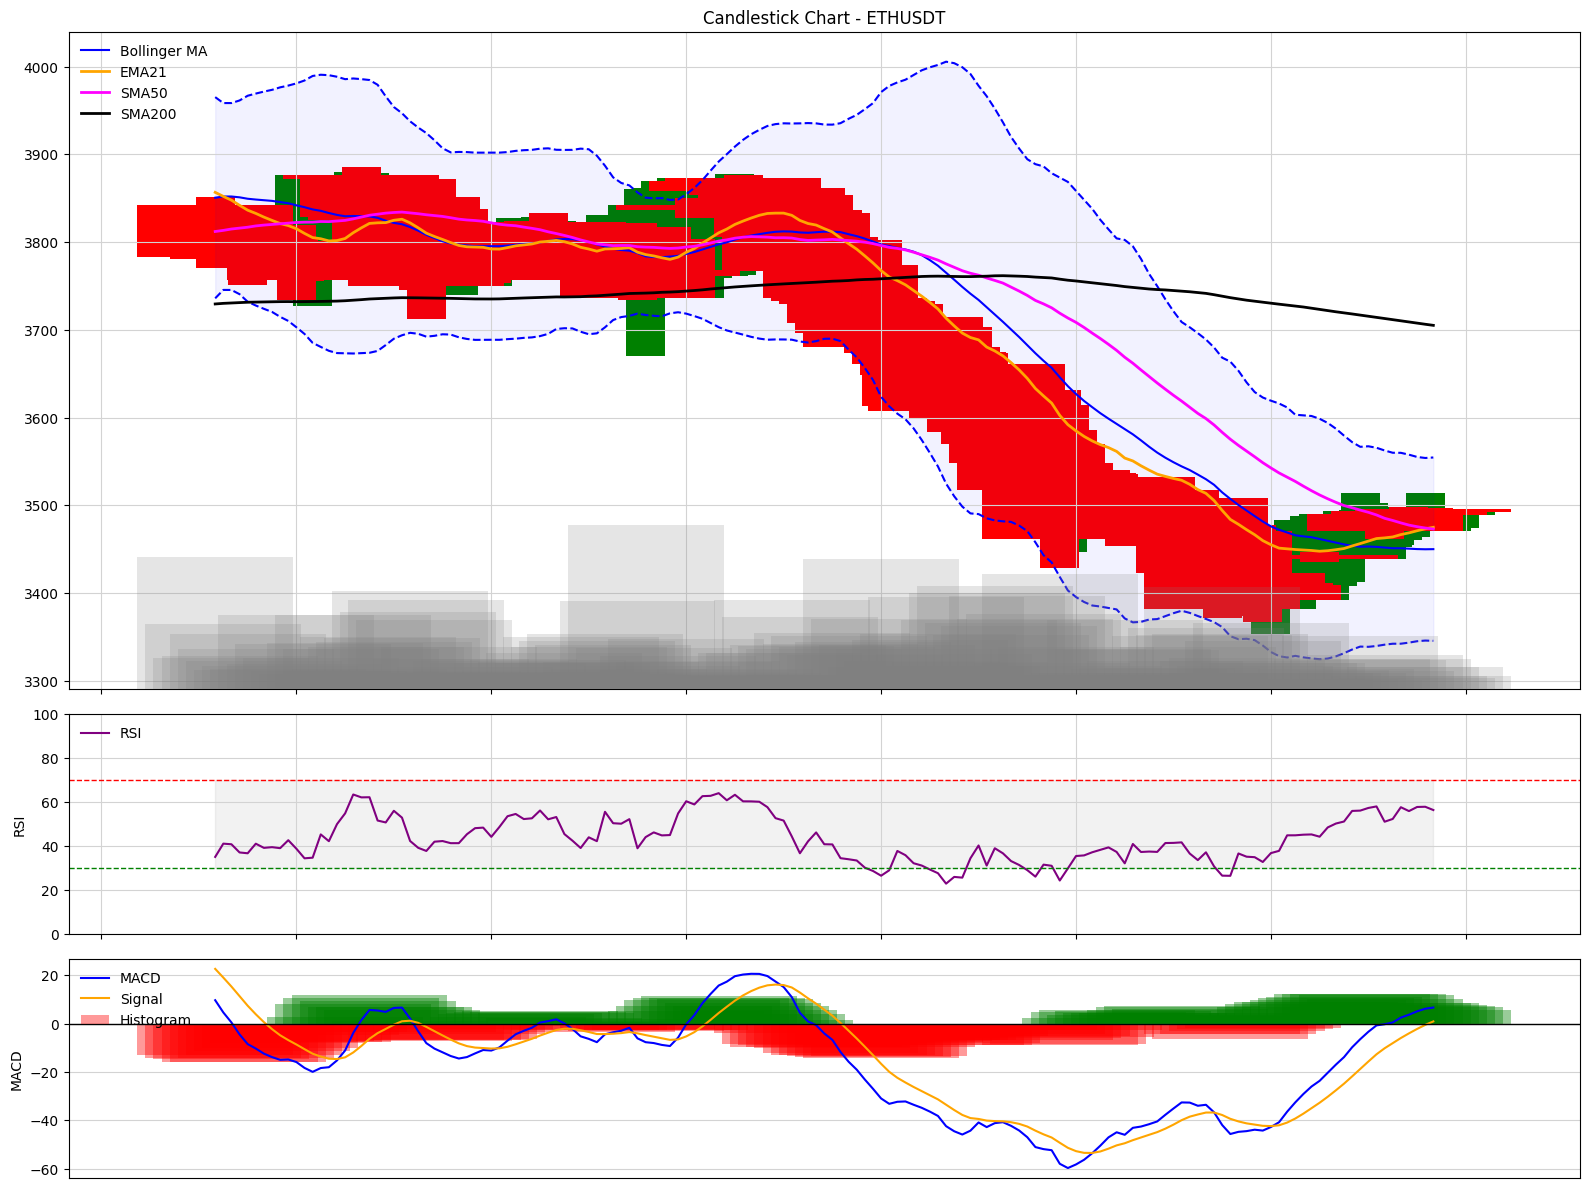 Candlestick Chart - ETHUSDT
Bollinger MA
EMA21
SMA50
SMA200
4000
3900
3800
3700
3600
3500
3400
3300
RSI
100
80
60
40
20
0
RSI
MACD
Signal
Histogram
20
0
−20
−40
−60
MACD